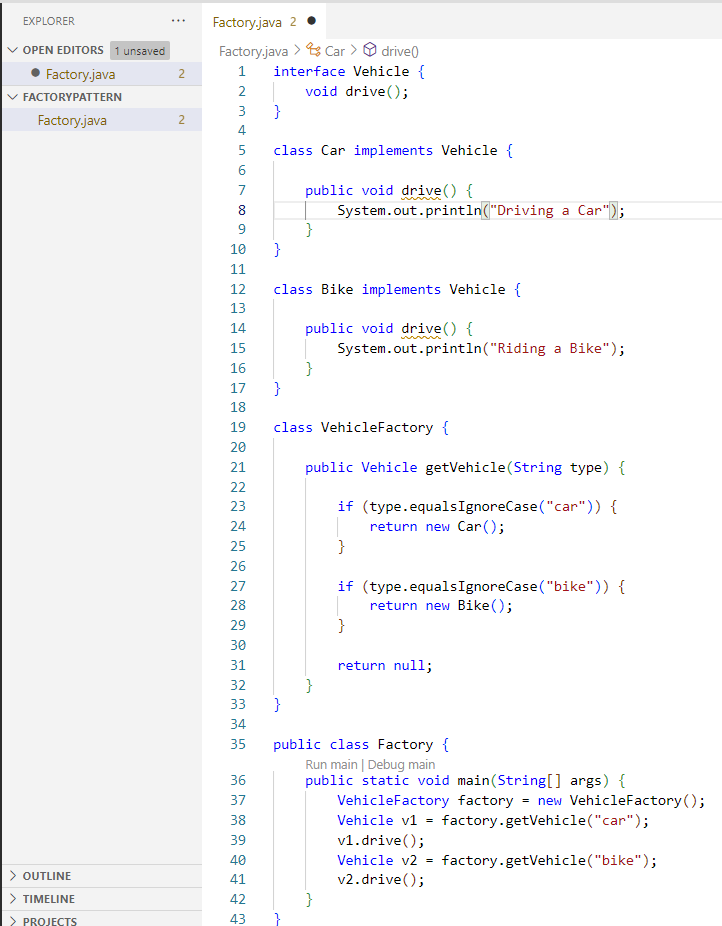 EXPLORER ...
OPEN EDITORS 1 unsaved
Factory.java 2
FACTORYPATTERN
Factory.java 2
OUTLINE
TIMELINE
PROJECTS
Factory.java 2
Factory.java > Car > drive()
1 interface Vehicle {
2     void drive();
3 }
4
5 class Car implements Vehicle {
6
7     public void drive() {
8         System.out.println("Driving a Car");
9     }
10 }
11
12 class Bike implements Vehicle {
13
14     public void drive() {
15         System.out.println("Riding a Bike");
16     }
17 }
18
19 class VehicleFactory {
20
21     public Vehicle getVehicle(String type) {
22
23         if (type.equalsIgnoreCase("car")) {
24             return new Car();
25         }
26
27         if (type.equalsIgnoreCase("bike")) {
28             return new Bike();
29         }
30
31         return null;
32     }
33 }
34
35 public class Factory {
Run main | Debug main
36     public static void main(String[] args) {
37         VehicleFactory factory = new VehicleFactory();
38         Vehicle v1 = factory.getVehicle("car");
39         v1.drive();
40         Vehicle v2 = factory.getVehicle("bike");
41         v2.drive();
42     }
43 }